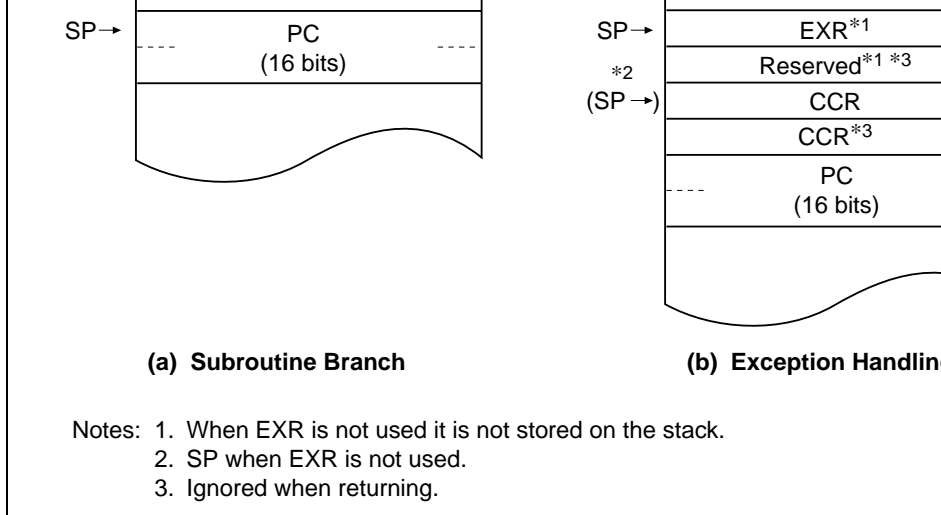 SP→
PC
(16 bits)
(a) Subroutine Branch
SP→
*2
(SP→)
EXR*1
Reserved*1 *3
CCR
CCR*3
PC
(16 bits)
(b) Exception Handlin
Notes: 1. When EXR is not used it is not stored on the stack.
2. SP when EXR is not used.
3. Ignored when returning.